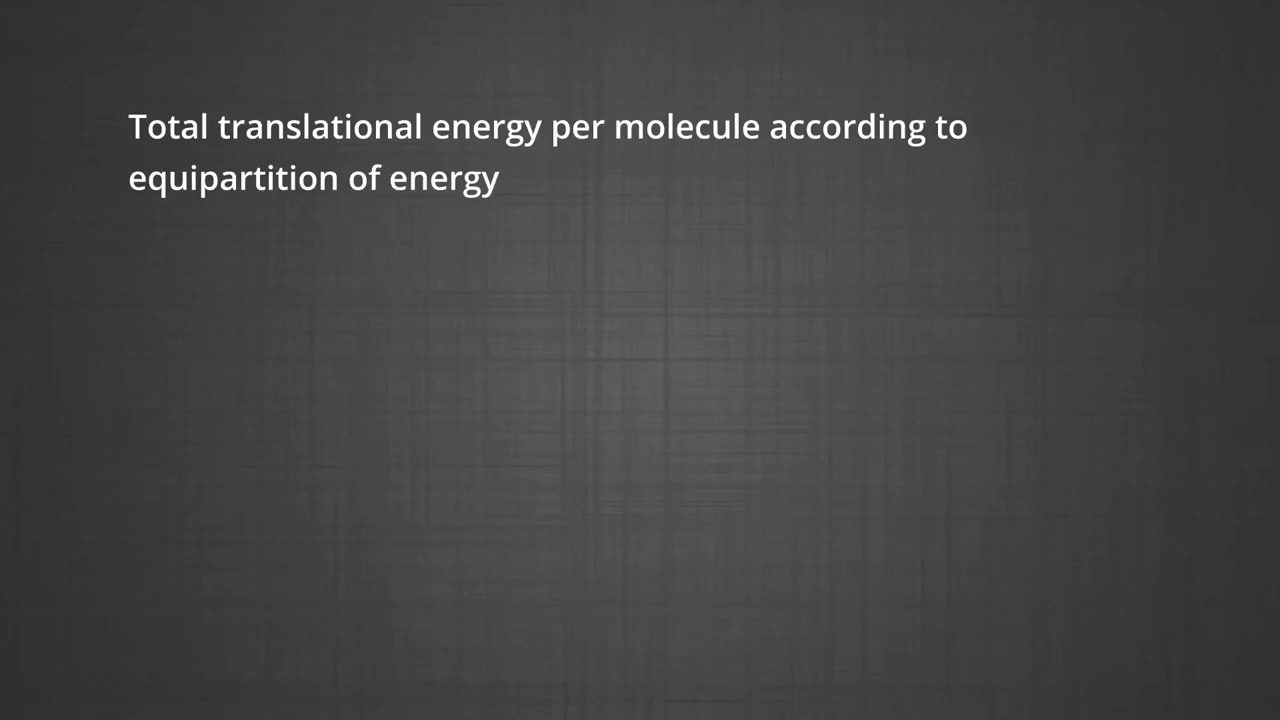 Total translational energy per molecule according to
equipartition of energy